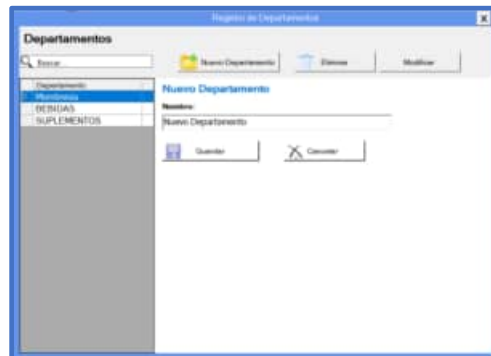 Registro de Departamentos
Departamentos
Buscar...
Nuevo Departamento
Eliminar
Modificar
Departamento
Membresia
BEBIDAS
SUPLEMENTOS
Nuevo Departamento
Nombre:
Nuevo Departamento
Guardar
Cancelar